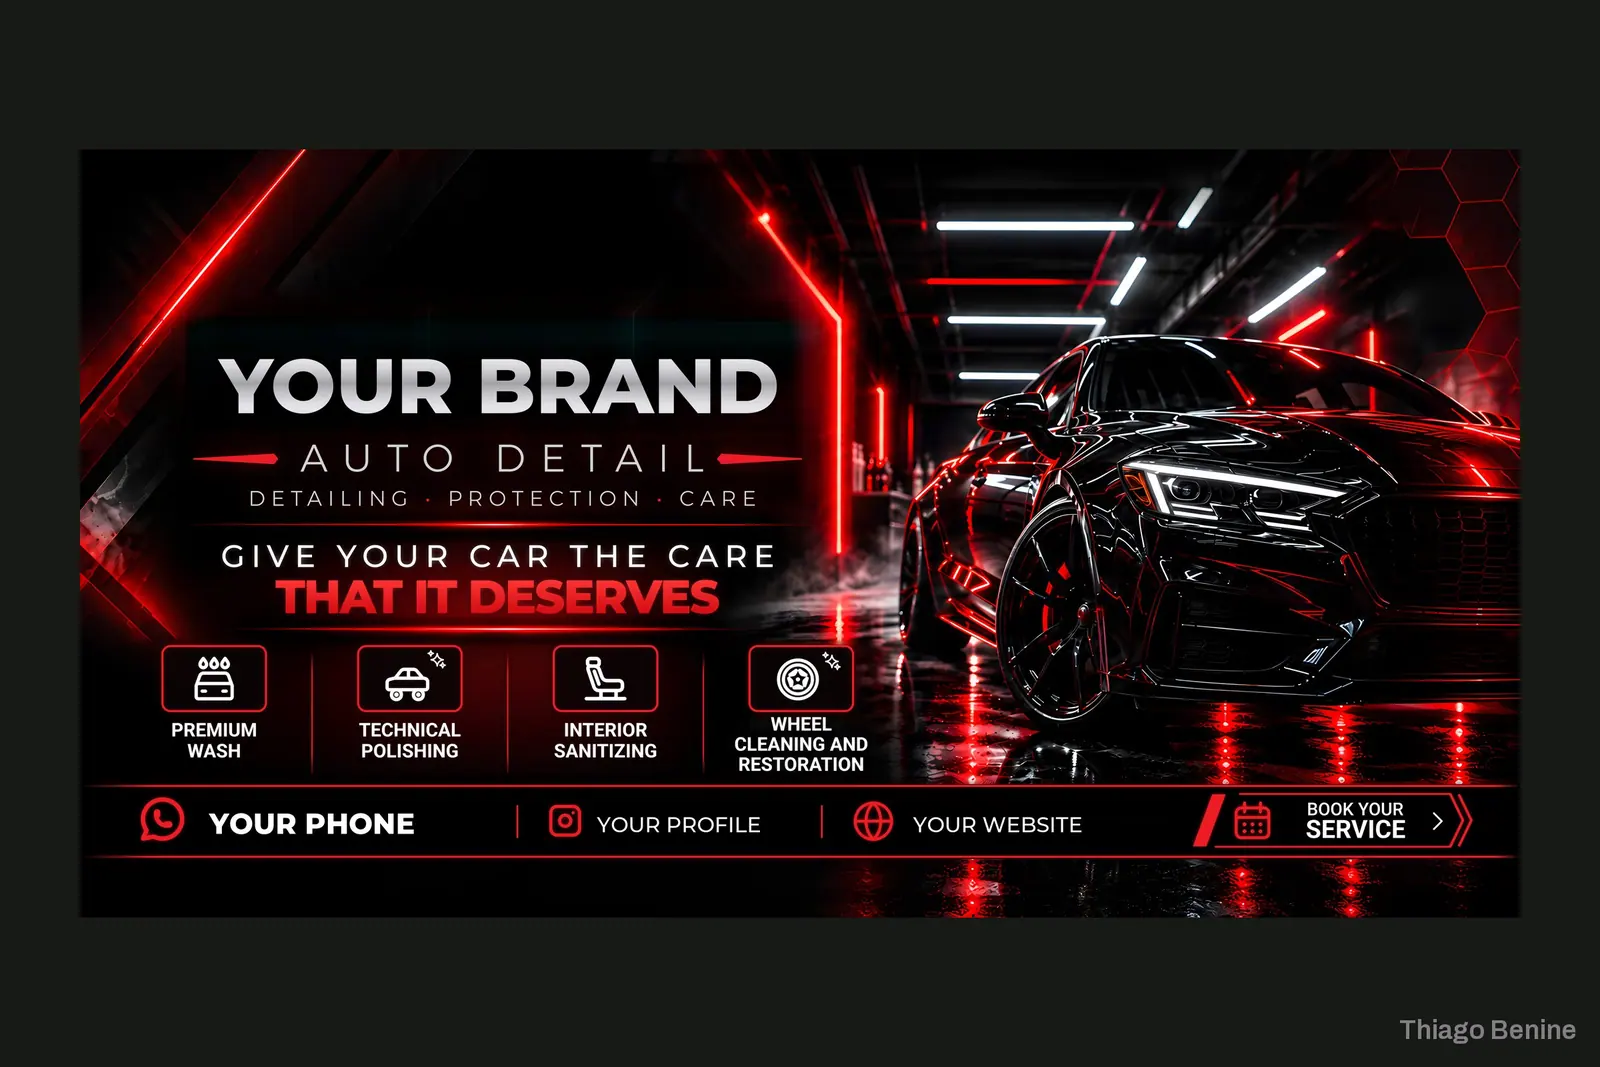 YOUR BRAND
AUTO DETAIL
DETAILING · PROTECTION · CARE
GIVE YOUR CAR THE CARE
THAT IT DESERVES
PREMIUM
WASH
TECHNICAL
POLISHING
INTERIOR
SANITIZING
WHEEL
CLEANING AND
RESTORATION
YOUR PHONE
YOUR PROFILE
YOUR WEBSITE
BOOK YOUR
SERVICE
Thiago Benine